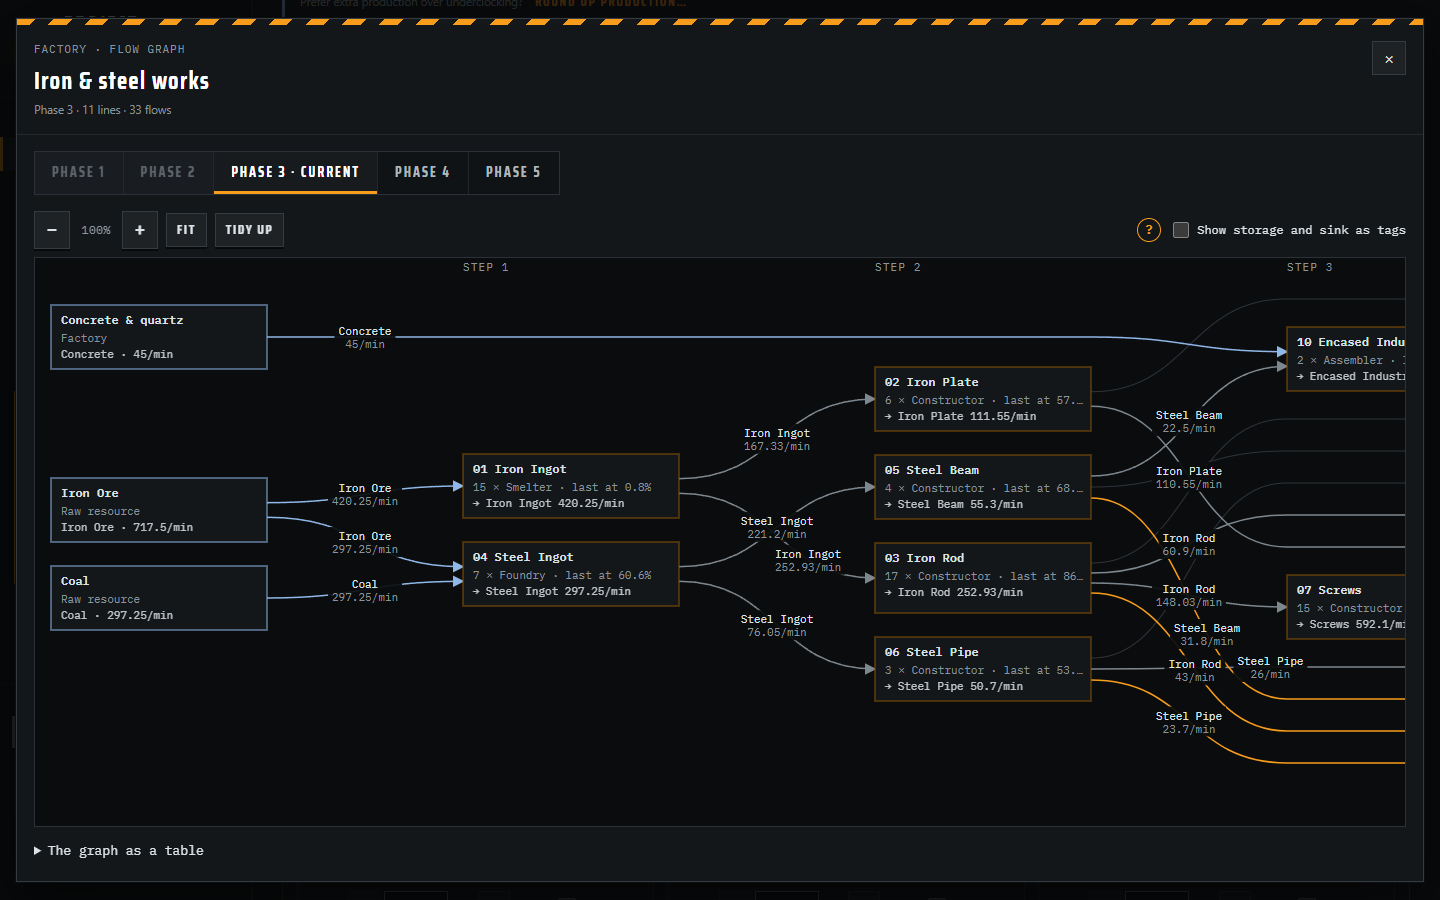 Prefer extra production over underclocking? ROUND UP PRODUCTION...
FACTORY · FLOW GRAPH
Iron & steel works
Phase 3 · 11 lines · 33 flows
×
PHASE 1
PHASE 2
PHASE 3 · CURRENT
PHASE 4
PHASE 5
−
100%
+
FIT
TIDY UP
?
Show storage and sink as tags
STEP 1
STEP 2
STEP 3
Concrete & quartz
Factory
Concrete · 45/min
Concrete
45/min
Iron Ore
Raw resource
Iron Ore · 717.5/min
Coal
Raw resource
Coal · 297.25/min
Iron Ore
420.25/min
Iron Ore
297.25/min
Coal
297.25/min
01 Iron Ingot
15 × Smelter · last at 0.8%
→ Iron Ingot 420.25/min
04 Steel Ingot
7 × Foundry · last at 60.6%
→ Steel Ingot 297.25/min
Iron Ingot
167.33/min
Steel Ingot
221.2/min
Iron Ingot
252.93/min
Steel Ingot
76.05/min
02 Iron Plate
6 × Constructor · last at 57.…
→ Iron Plate 111.55/min
05 Steel Beam
4 × Constructor · last at 68.…
→ Steel Beam 55.3/min
03 Iron Rod
17 × Constructor · last at 86…
→ Iron Rod 252.93/min
06 Steel Pipe
3 × Constructor · last at 53.…
→ Steel Pipe 50.7/min
Steel Beam
22.5/min
Iron Plate
110.55/min
Iron Rod
60.9/min
Iron Rod
148.03/min
Steel Beam
31.8/min
Iron Rod
43/min
Steel Pipe
26/min
Steel Pipe
23.7/min
10 Encased Indu
2 × Assembler ·
→ Encased Industr
07 Screws
15 × Constructor
→ Screws 592.1/mi
The graph as a table